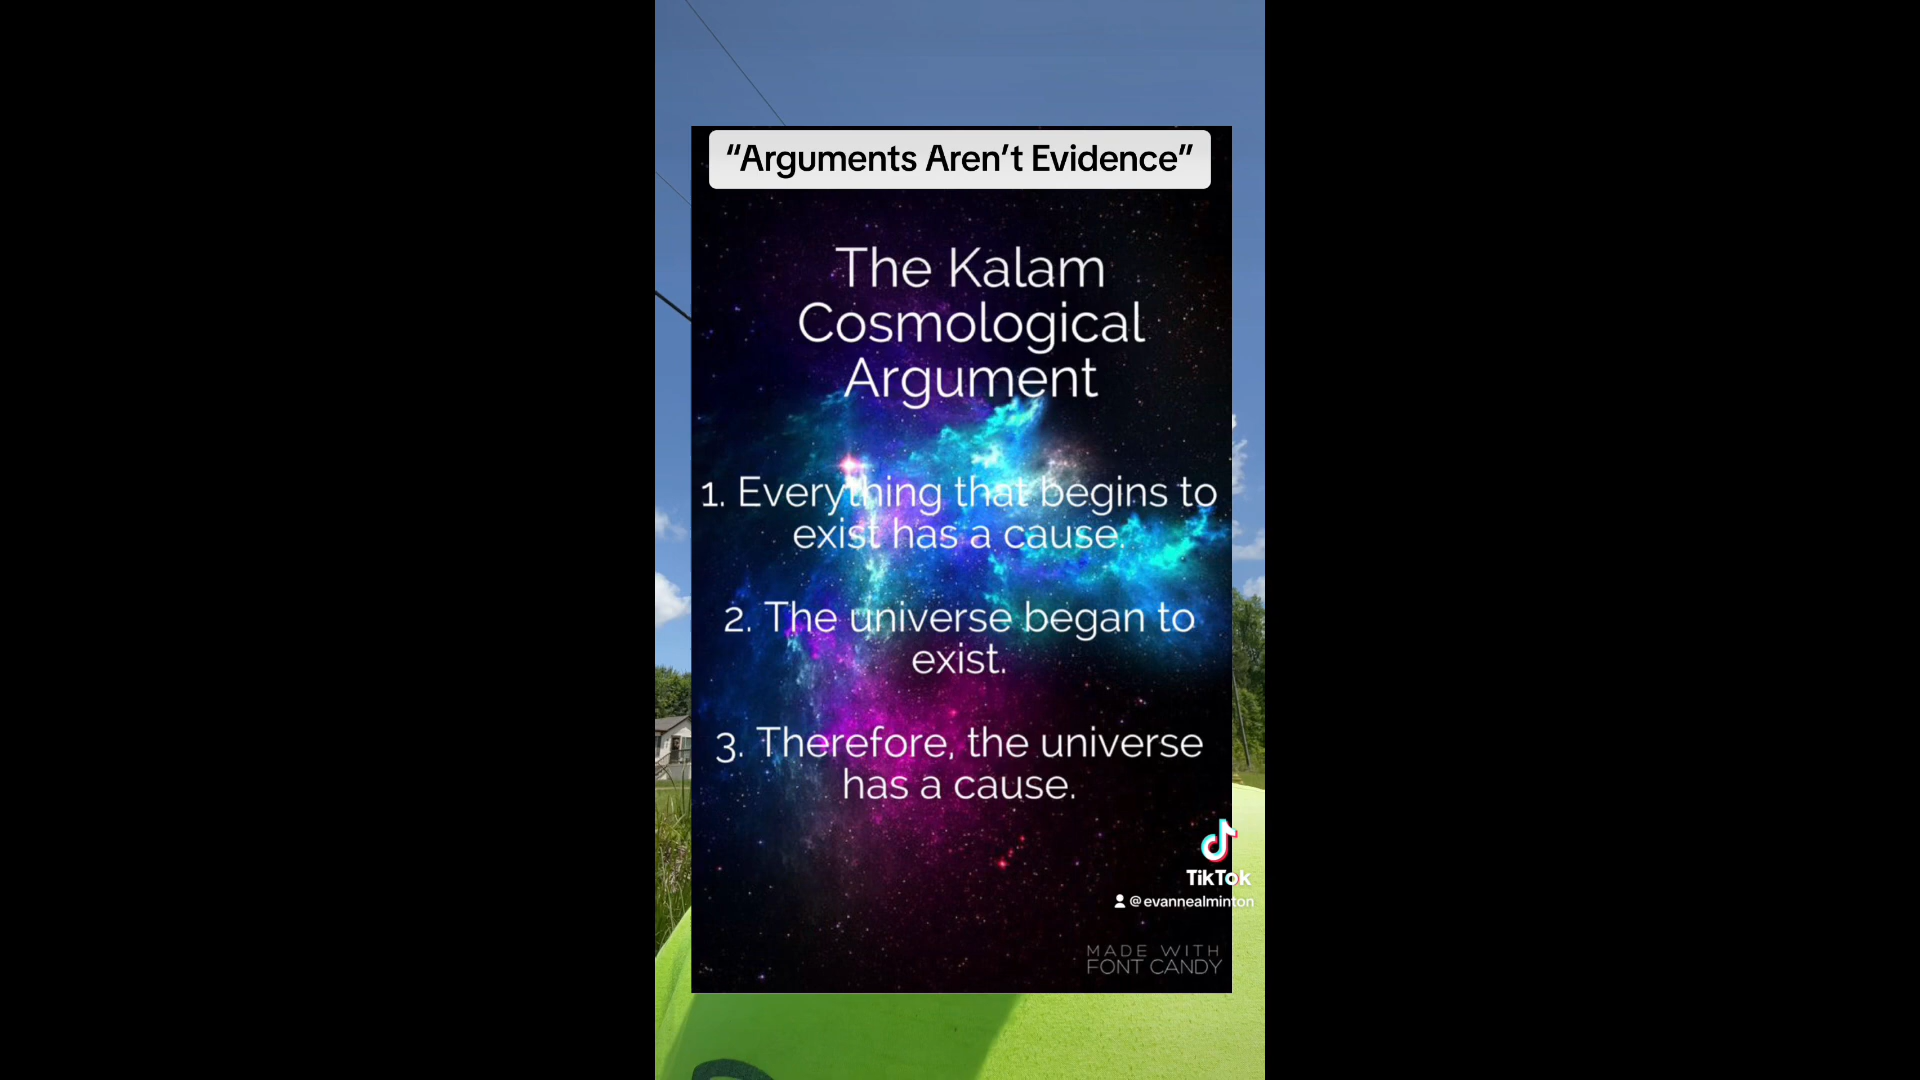 “Arguments Aren’t Evidence”
The Kalam
Cosmological
Argument
1. Everything that begins to
exist has a cause.
2. The universe began to
exist.
3. Therefore, the universe
has a cause.
TikTok
@evannealminton
MADE WITH
FONT CANDY